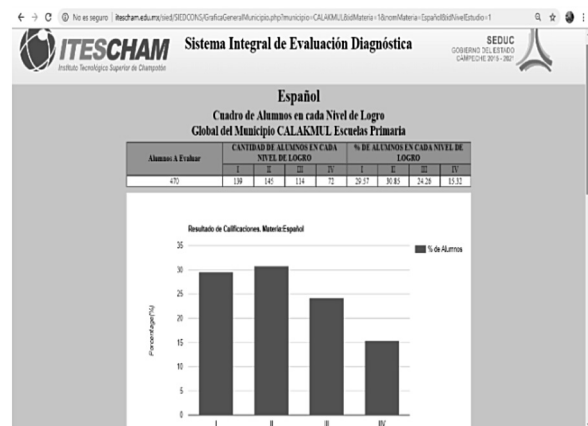 No es seguro | itescham.edu.mx/sied/SIEDCONS/GraficaGeneralMunicipio.php?municipio=CALAKMUL&idMateria=1&nomMateria=Español&idNivelEstudio=1
ITESCHAM
Instituto Tecnológico Superior de Champotón
Sistema Integral de Evaluación Diagnóstica
SEDUC
GOBIERNO DEL ESTADO
CAMPECHE 2015 - 2021
Español
Cuadro de Alumnos en cada Nivel de Logro
Global del Municipio CALAKMUL Escuelas Primaria
Alumnos A Evaluar
CANTIDAD DE ALUMNOS EN CADA
NIVEL DE LOGRO
% DE ALUMNOS EN CADA NIVEL DE
LOGRO
I II III IV I II III IV
470 139 145 114 72 29.57 30.85 24.26 15.32
Resultado de Calificaciones. Materia:Español
% de Alumnos
Porcentage(%)
35
30
25
20
15
10
5
0
I II III IV